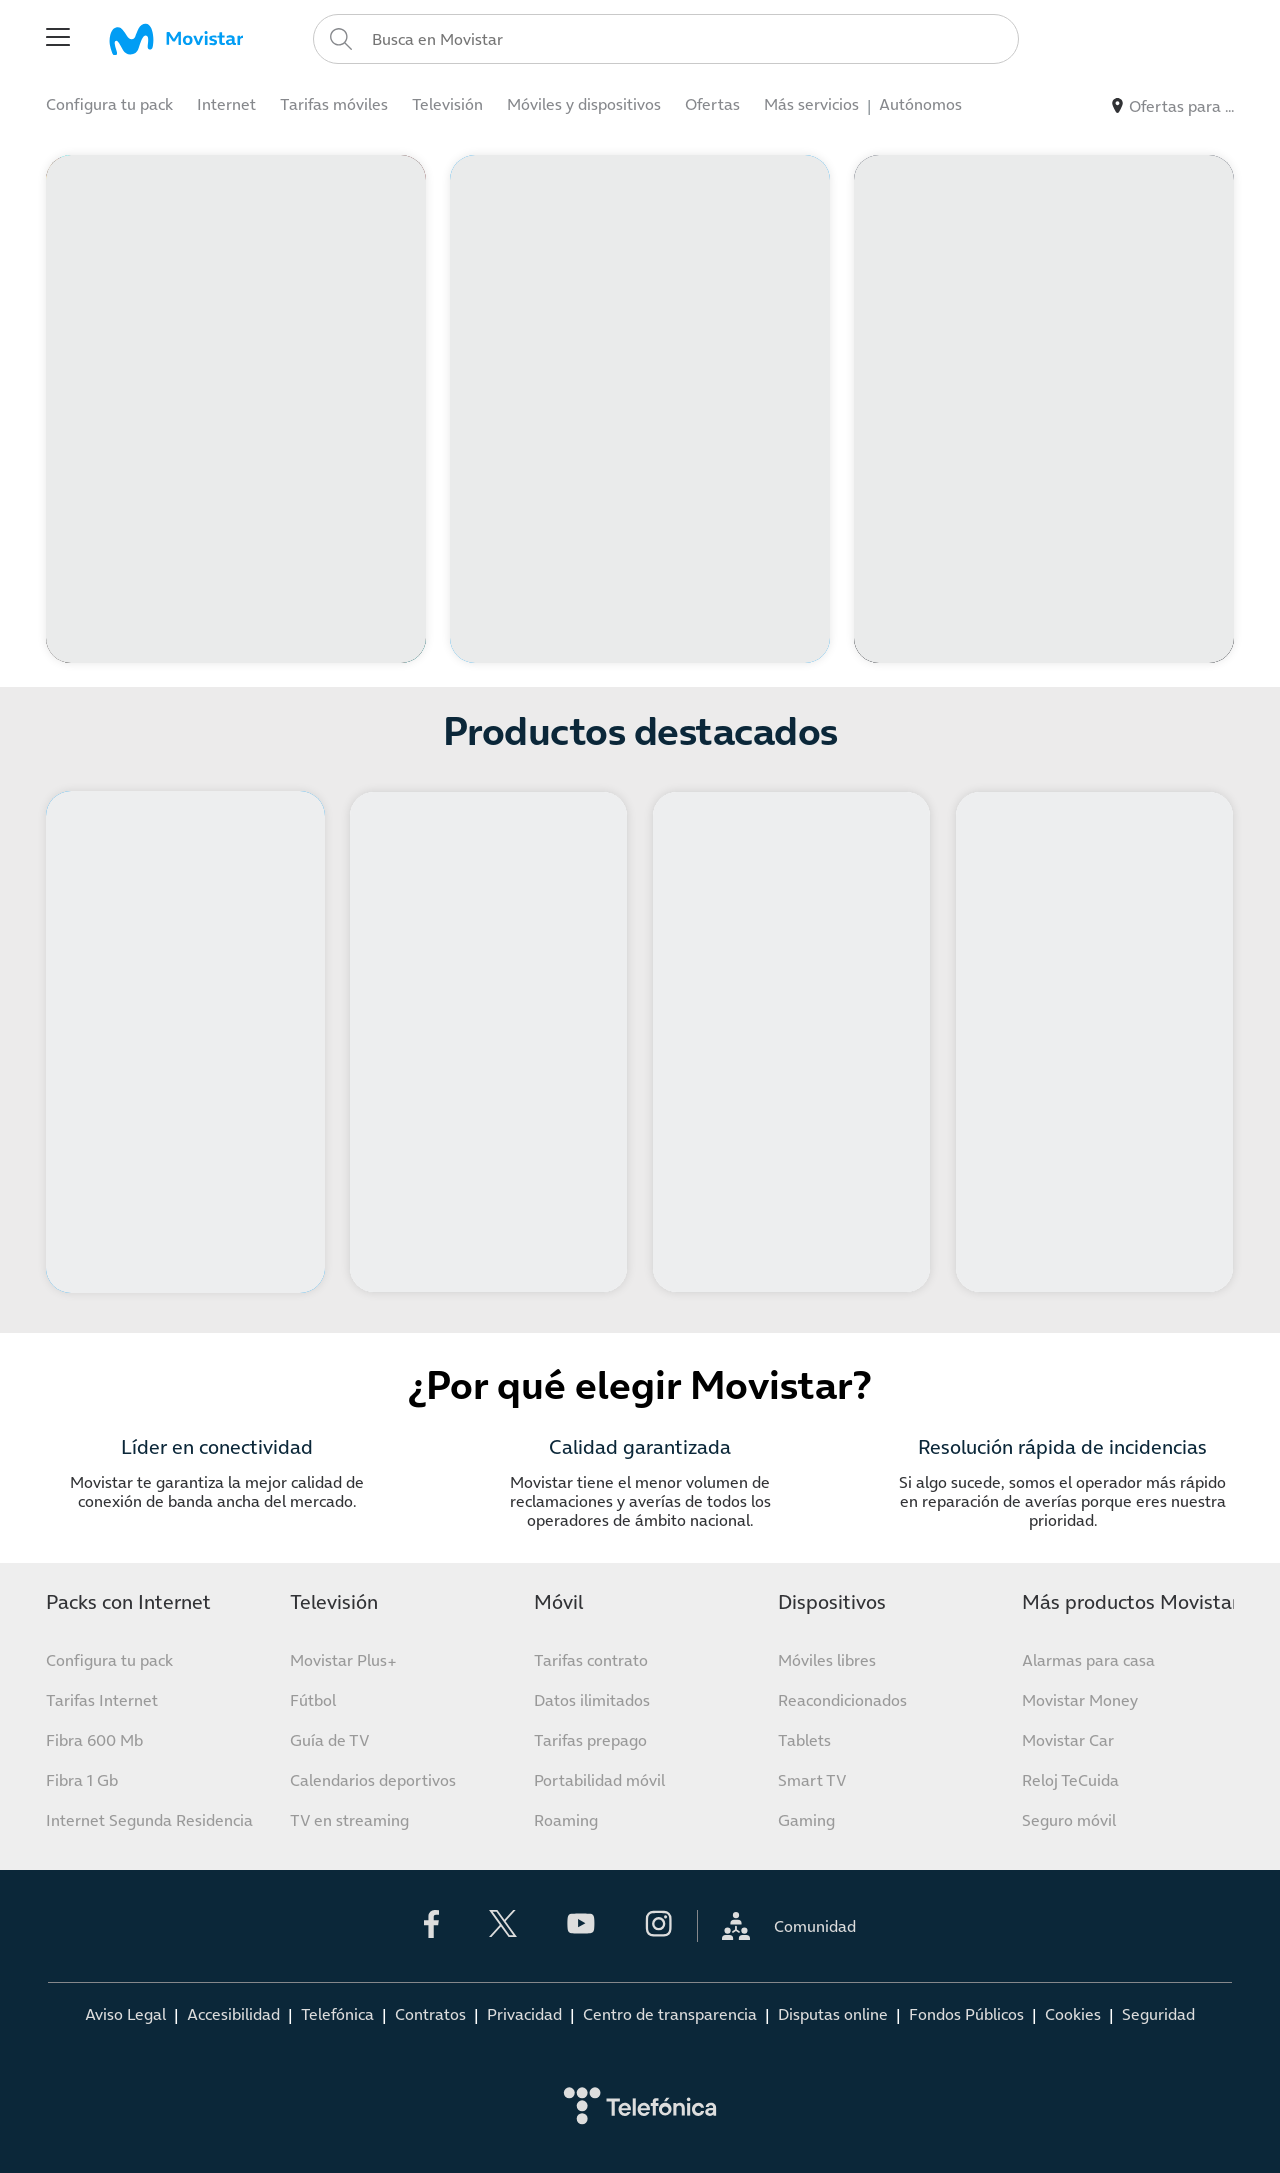 Movistar
Busca en Movistar
Configura tu pack Internet Tarifas móviles Televisión Móviles y dispositivos Ofertas Más servicios | Autónomos
Ofertas para ...
Productos destacados
¿Por qué elegir Movistar?
Líder en conectividad
Movistar te garantiza la mejor calidad de
conexión de banda ancha del mercado.
Calidad garantizada
Movistar tiene el menor volumen de
reclamaciones y averías de todos los
operadores de ámbito nacional.
Resolución rápida de incidencias
Si algo sucede, somos el operador más rápido
en reparación de averías porque eres nuestra
prioridad.
Packs con Internet
Configura tu pack
Tarifas Internet
Fibra 600 Mb
Fibra 1 Gb
Internet Segunda Residencia
Televisión
Movistar Plus+
Fútbol
Guía de TV
Calendarios deportivos
TV en streaming
Móvil
Tarifas contrato
Datos ilimitados
Tarifas prepago
Portabilidad móvil
Roaming
Dispositivos
Móviles libres
Reacondicionados
Tablets
Smart TV
Gaming
Más productos Movistar
Alarmas para casa
Movistar Money
Movistar Car
Reloj TeCuida
Seguro móvil
Comunidad
Aviso Legal | Accesibilidad | Telefónica | Contratos | Privacidad | Centro de transparencia | Disputas online | Fondos Públicos | Cookies | Seguridad
Telefónica